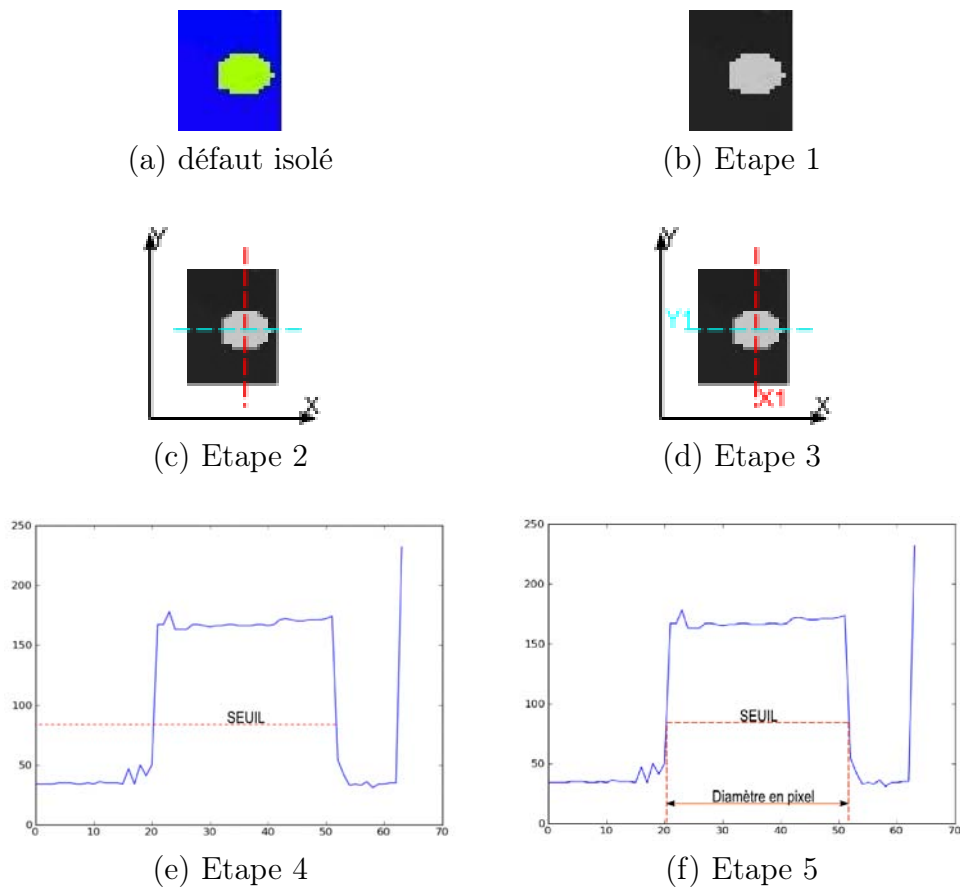 (a) défaut isolé
(b) Etape 1
Y
X
(c) Etape 2
Y
Y1
X1
X
(d) Etape 3
250
200
150
100
50
0
SEUIL
0 10 20 30 40 50 60 70
(e) Etape 4
250
200
150
100
50
0
SEUIL
Diamètre en pixel
0 10 20 30 40 50 60 70
(f) Etape 5